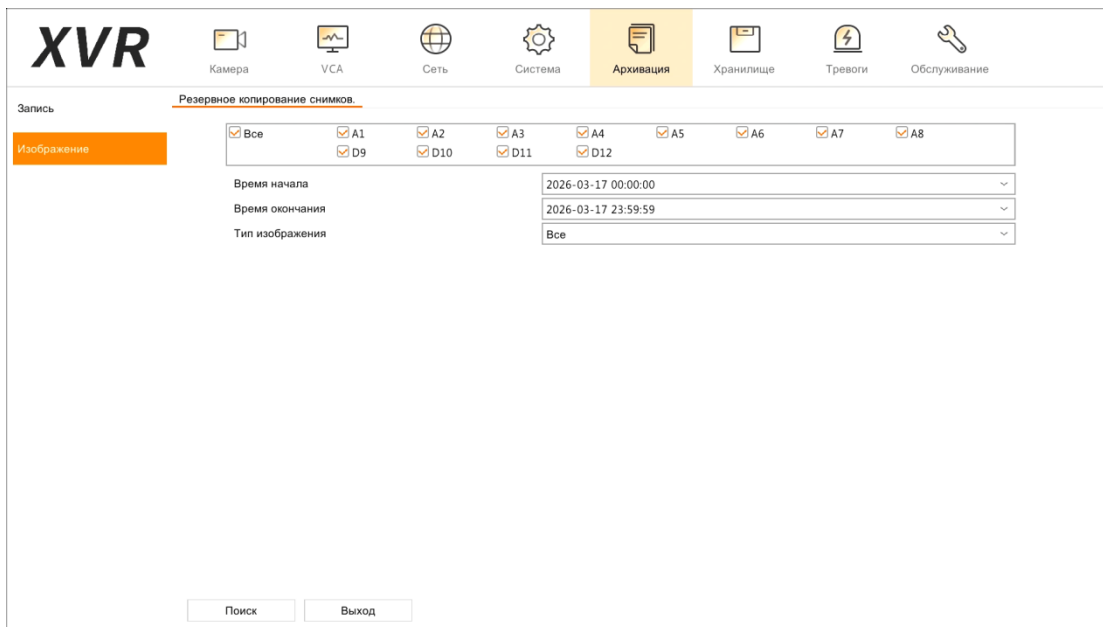 XVR
Камера VCA Сеть Система Архивация Хранилище Тревоги Обслуживание
Запись
Изображение
Резервное копирование снимков.
Все A1 A2 A3 A4 A5 A6 A7 A8
D9 D10 D11 D12
Время начала 2026-03-17 00:00:00
Время окончания 2026-03-17 23:59:59
Тип изображения Все
Поиск Выход